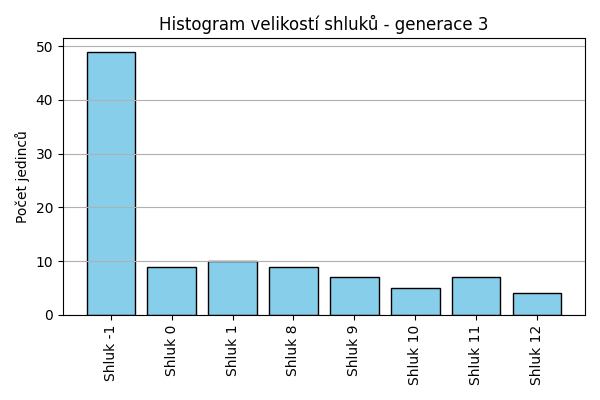 Histogram velikostí shluků - generace 3
Počet jedinců
50
40
30
20
10
0
Shluk -1
Shluk 0
Shluk 1
Shluk 8
Shluk 9
Shluk 10
Shluk 11
Shluk 12